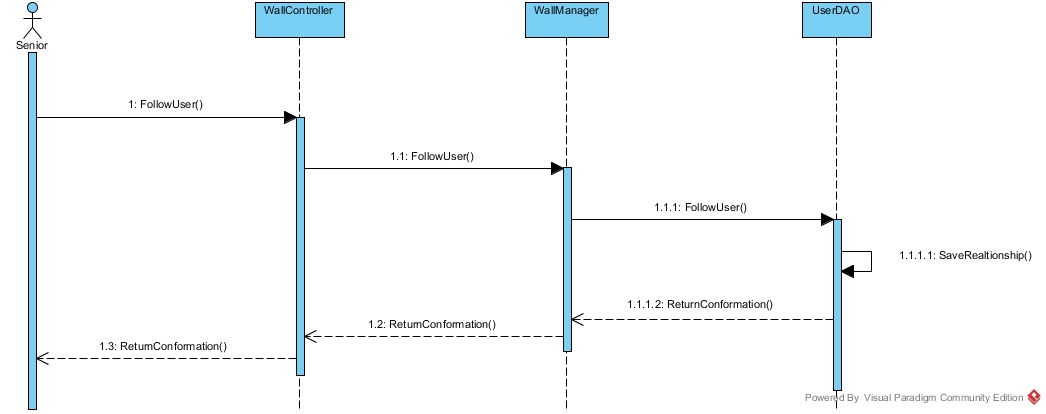 WallController
WallManager
UserDAO
Senior
1: FollowUser()
1.1: FollowUser()
1.1.1: FollowUser()
1.1.1.1: SaveRealtionship()
1.1.1.2: ReturnConformation()
1.2: ReturnConformation()
1.3: ReturnConformation()
Powered By Visual Paradigm Community Edition